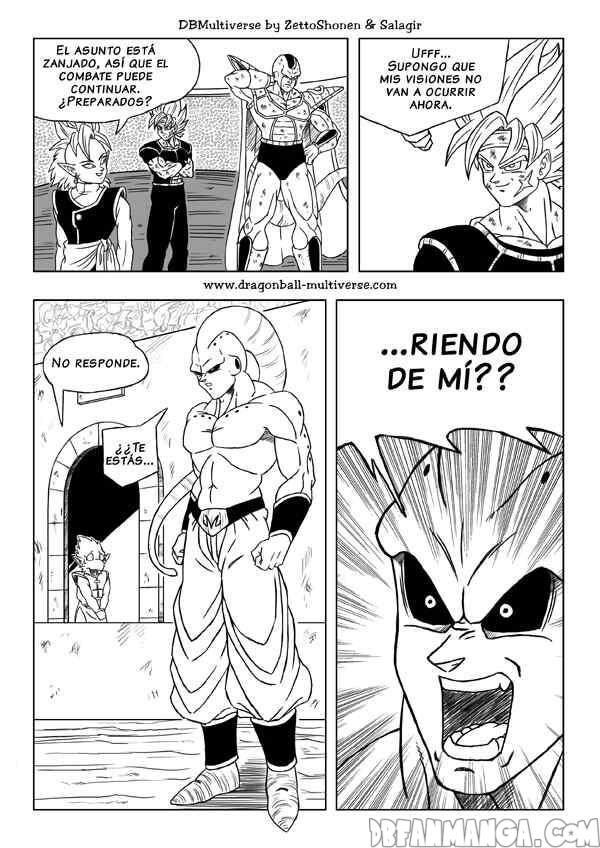 DBMultiverse by ZettoShonen & Salagir
El asunto está
zanjado, así que el
combate puede
continuar.
¿Preparados?
Ufff...
Supongo que
mis visiones no
van a ocurrir
ahora.
www.dragonball-multiverse.com
No responde.
¿¿Te
estás...
...riendo
de mí??
M
DBFANMANGA.COM